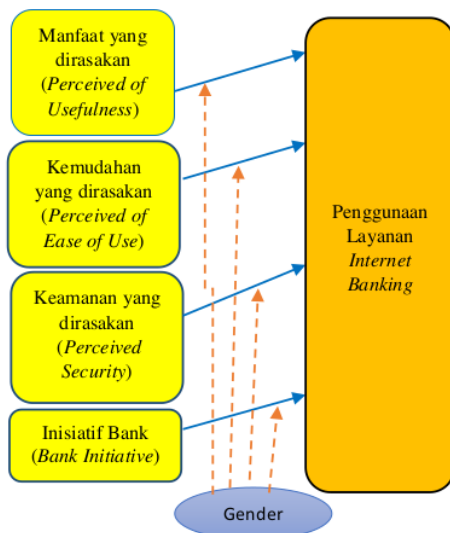 Manfaat yang
dirasakan
(Perceived of
Usefulness)
Kemudahan
yang dirasakan
(Perceived of
Ease of Use)
Keamanan yang
dirasakan
(Perceived
Security)
Inisiatif Bank
(Bank Initiative)
Penggunaan
Layanan
Internet
Banking
Gender